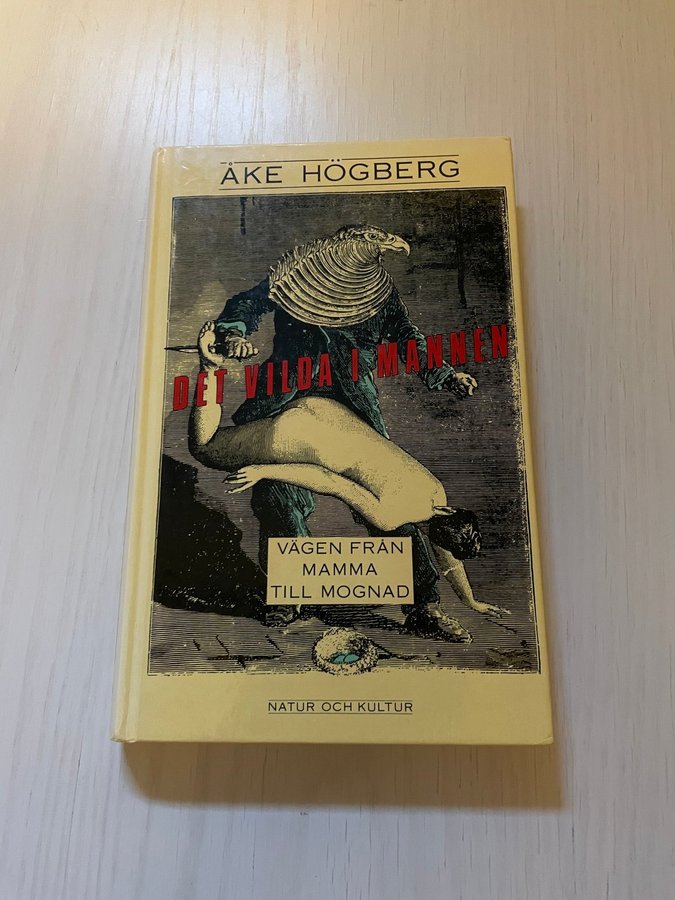 ÅKE HÖGBERG
DET VILDA I MANNEN
VÄGEN FRÅN
MAMMA
TILL MOGNAD
NATUR OCH KULTUR